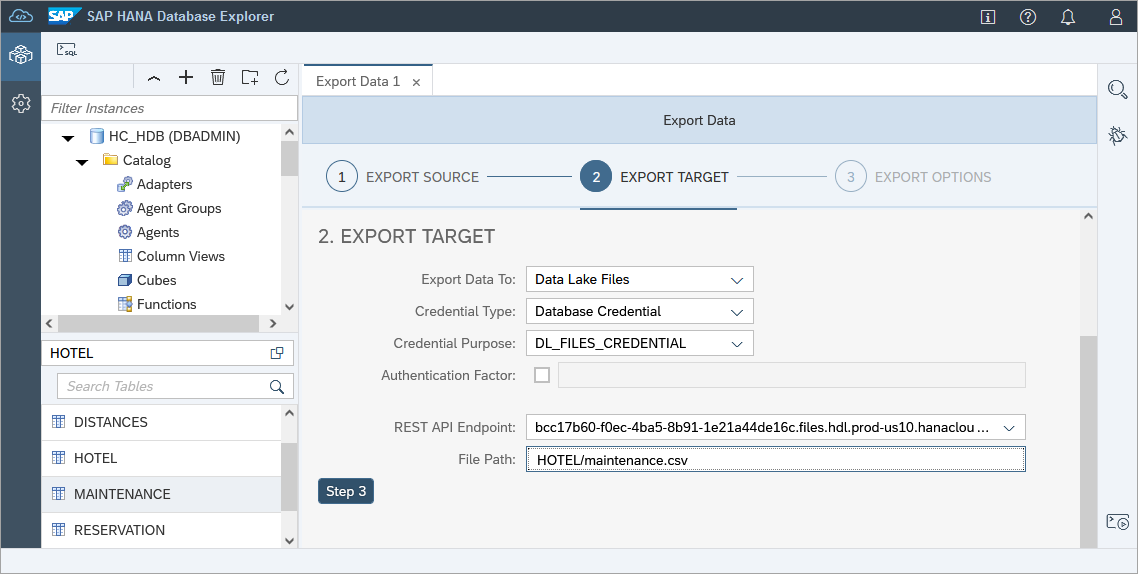 SAP SAP HANA Database Explorer
SQL
Filter Instances
HC_HDB (DBADMIN)
Catalog
Adapters
Agent Groups
Agents
Column Views
Cubes
Functions
HOTEL
Search Tables
DISTANCES
HOTEL
MAINTENANCE
RESERVATION
Export Data 1
Export Data
1 EXPORT SOURCE
2 EXPORT TARGET
3 EXPORT OPTIONS
2. EXPORT TARGET
Export Data To: Data Lake Files
Credential Type: Database Credential
Credential Purpose: DL_FILES_CREDENTIAL
Authentication Factor:
REST API Endpoint: bcc17b60-f0ec-4ba5-8b91-1e21a44de16c.files.hdl.prod-us10.hanaclou ...
File Path: HOTEL/maintenance.csv
Step 3